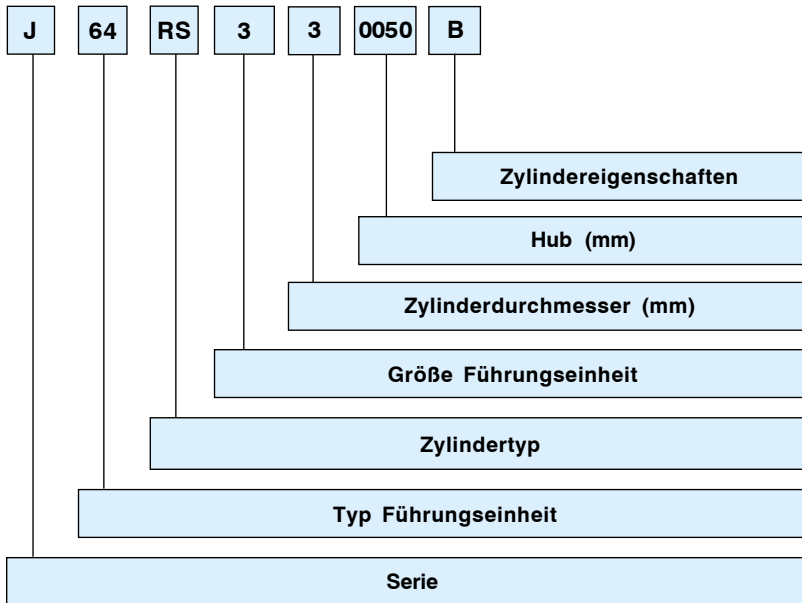 J 64 RS 3 3 0050 B
Zylindereigenschaften
Hub (mm)
Zylinderdurchmesser (mm)
Größe Führungseinheit
Zylindertyp
Typ Führungseinheit
Serie